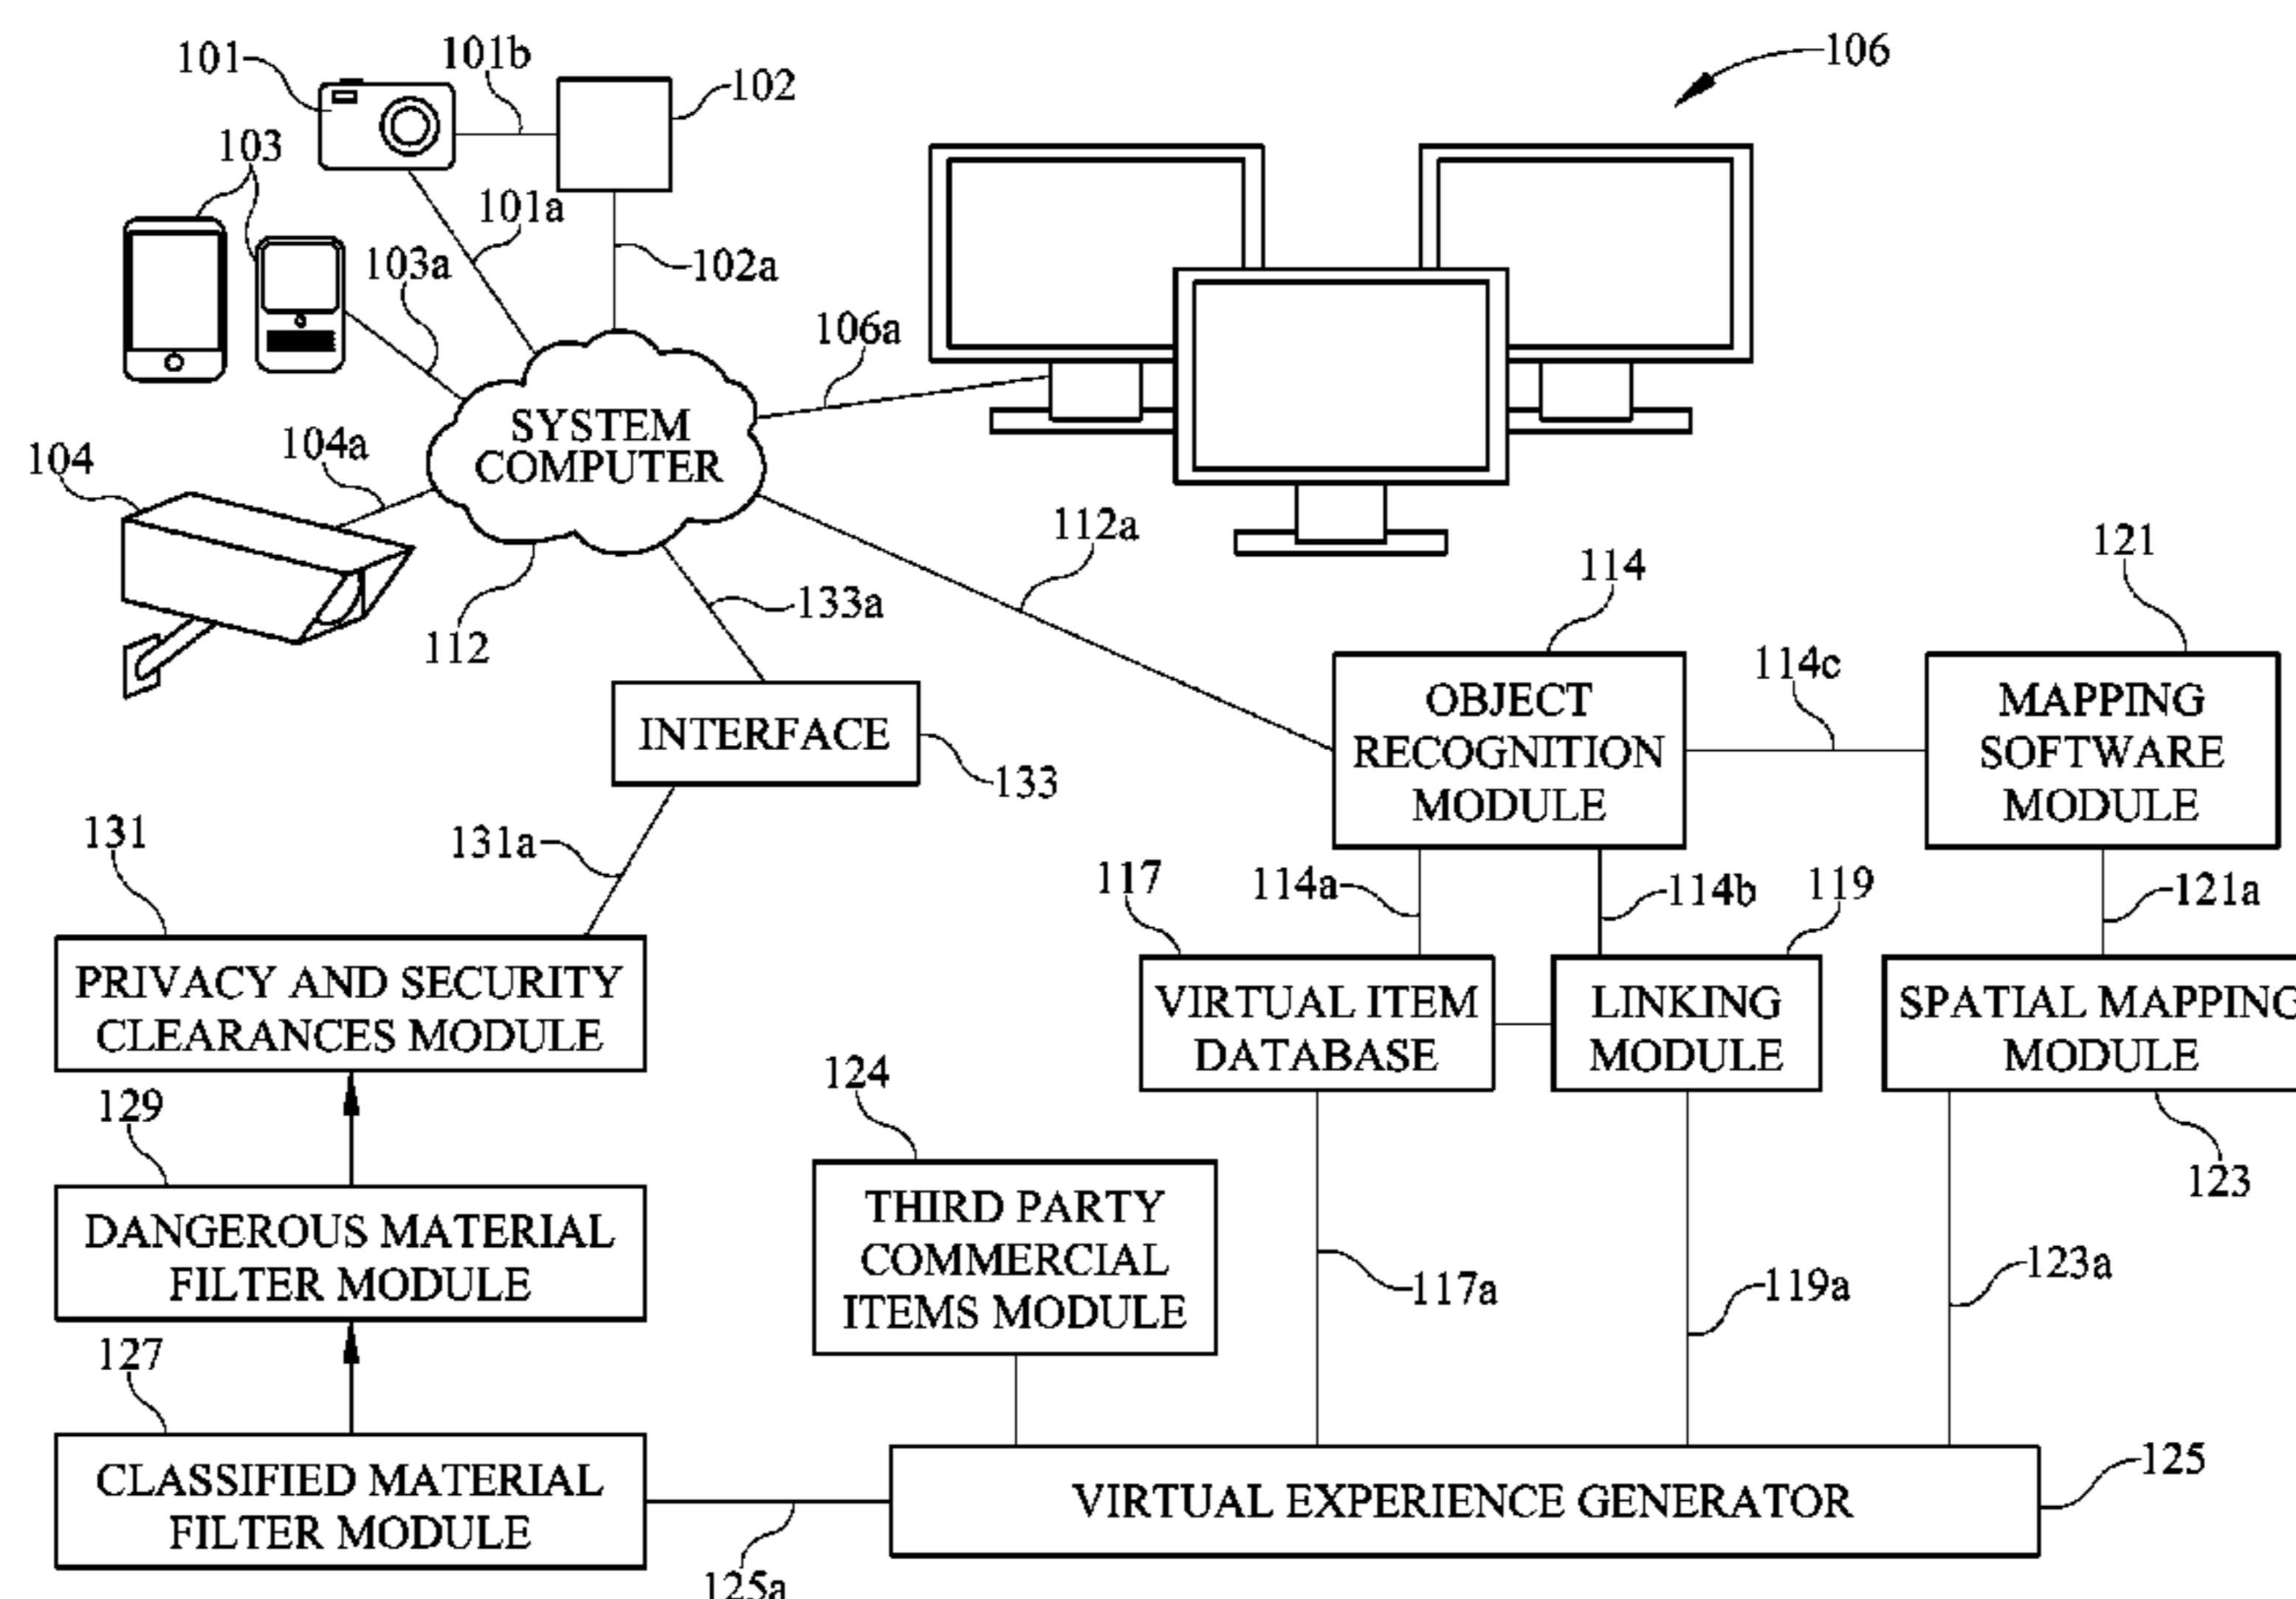 101
101b
102
106
103
101a
103a
102a
106a
SYSTEM
COMPUTER
104
104a
112a
112
133a
114
121
114c
OBJECT
RECOGNITION
MODULE
MAPPING
SOFTWARE
MODULE
INTERFACE
133
131
131a
117
114a
114b
119
121a
PRIVACY AND SECURITY
CLEARANCES MODULE
VIRTUAL ITEM
DATABASE
LINKING
MODULE
SPATIAL MAPPING
MODULE
124
129
123
THIRD PARTY
COMMERCIAL
ITEMS MODULE
DANGEROUS MATERIAL
FILTER MODULE
117a
119a
123a
127
CLASSIFIED MATERIAL
FILTER MODULE
VIRTUAL EXPERIENCE GENERATOR
125
125a